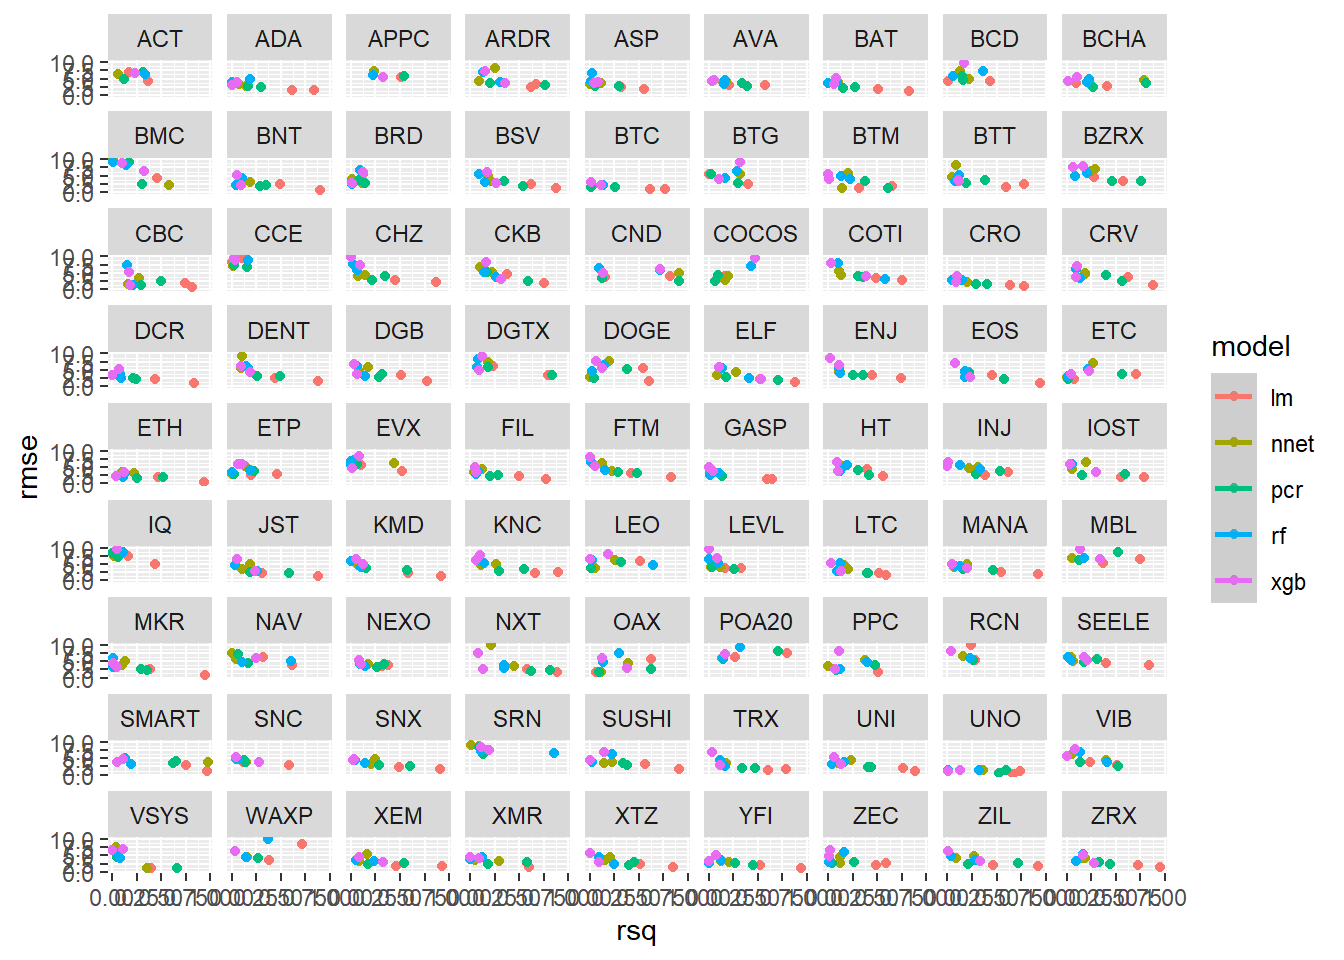 ACT ADA APPC ARDR ASP AVA BAT BCD BCHA
BMC BNT BRD BSV BTC BTG BTM BTT BZRX
CBC CCE CHZ CKB CND COCOS COTI CRO CRV
DCR DENT DGB DGTX DOGE ELF ENJ EOS ETC
ETH ETP EVX FIL FTM GASP HT INJ IOST
IQ JST KMD KNC LEO LEVL LTC MANA MBL
MKR NAV NEXO NXT OAX POA20 PPC RCN SEELE
SMART SNC SNX SRN SUSHI TRX UNI UNO VIB
VSYS WAXP XEM XMR XTZ YFI ZEC ZIL ZRX
rsq
rmse
model
lm
nnet
pcr
rf
xgb